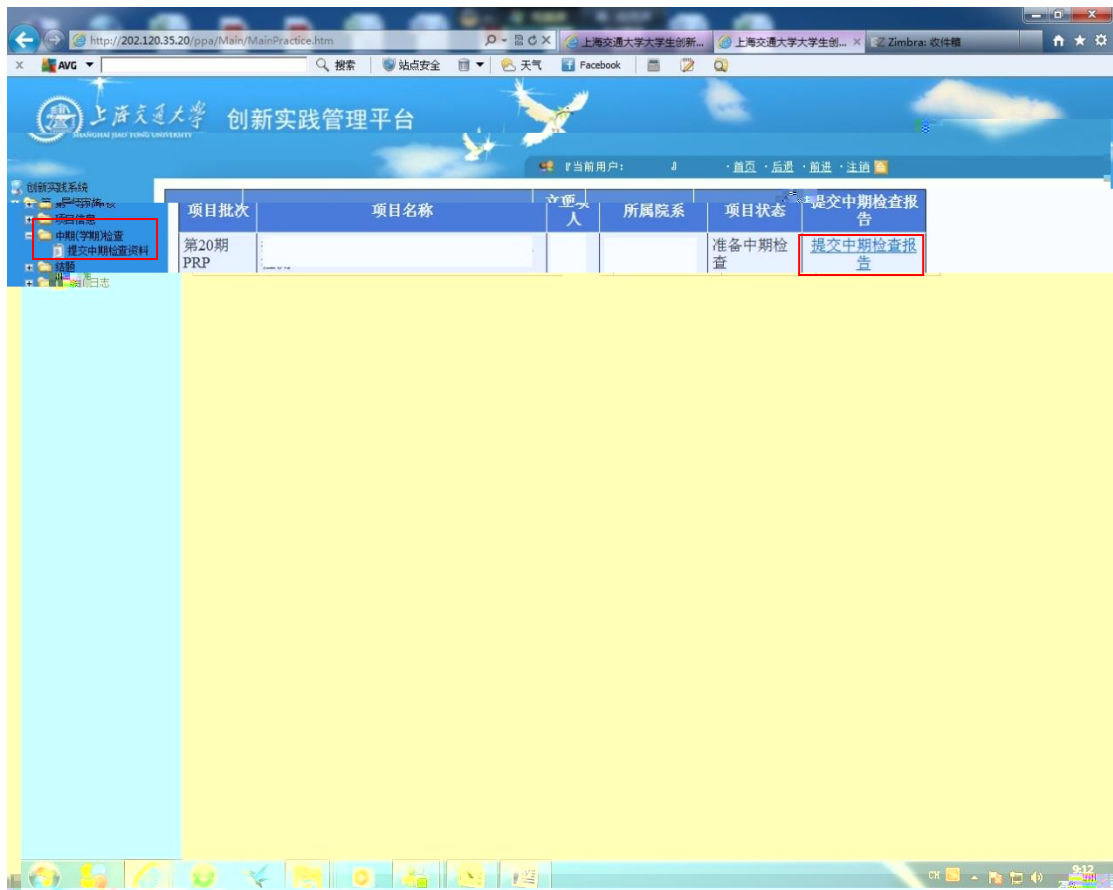 http://202.120.35.20/ppa/Main/MainPractice.htm
上海交通大学大学生创新...
上海交通大学大学生创...
Zimbra: 收件箱
AVG
搜索
站点安全
天气
Facebook
上海交通大学
SHANGHAI JIAO TONG UNIVERSITY
创新实践管理平台
『当前用户: 』
·首页 ·后退 ·前进 ·注销
创新实践系统
项目信息
中期(学期)检查
提交中期检查资料
结题
日志
项目批次 项目名称 人 所属院系 项目状态 提交中期检查报告
第20期
PRP
准备中期检
查
提交中期检查报
告
CH
9:12